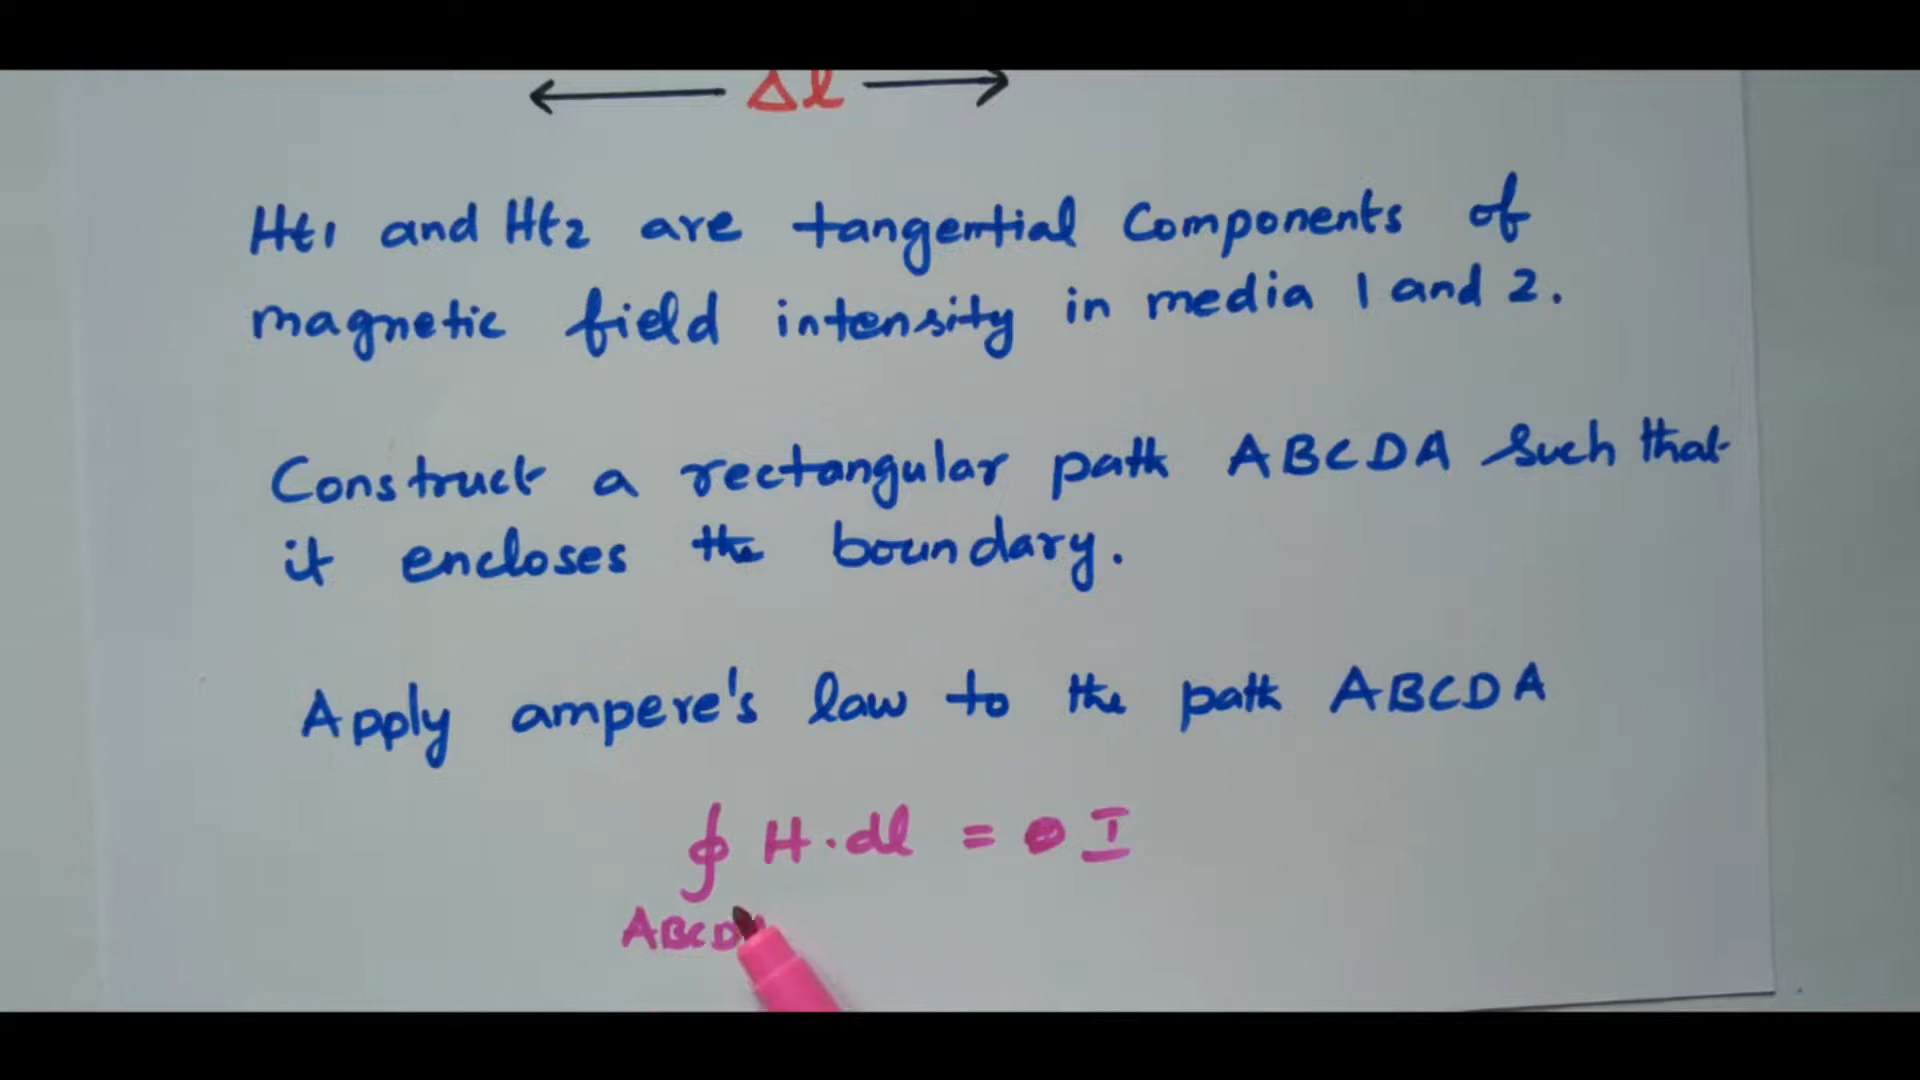 Δl
Ht1 and Ht2 are tangential Components of
magnetic field intensity in media 1 and 2.
Construct a rectangular path ABCDA such that
it encloses the boundary.
Apply ampere's law to the path ABCDA
∮ H.dl = I
ABCDA